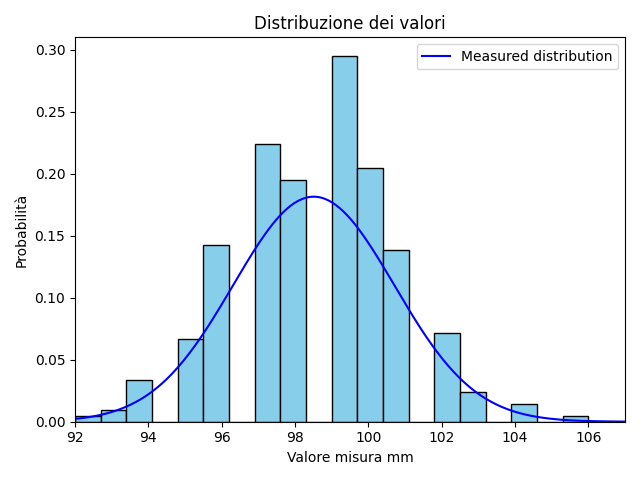 Distribuzione dei valori
Measured distribution
Probabilità
0.30
0.25
0.20
0.15
0.10
0.05
0.00
92 94 96 98 100 102 104 106
Valore misura mm